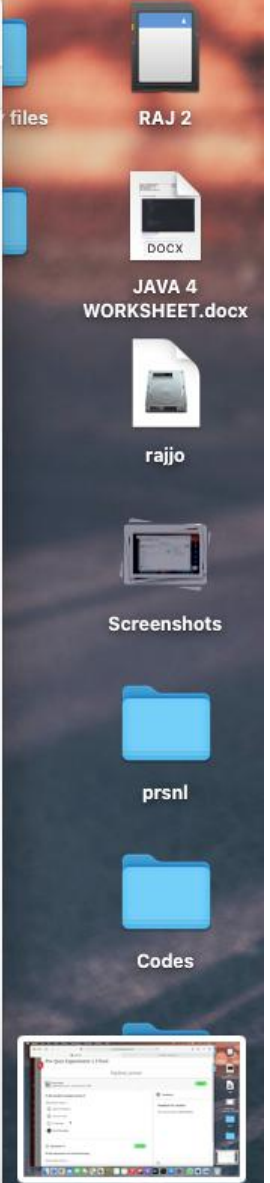 files
RAJ 2
DOCX
JAVA 4
WORKSHEET.docx
rajjo
Screenshots
prsnl
Codes